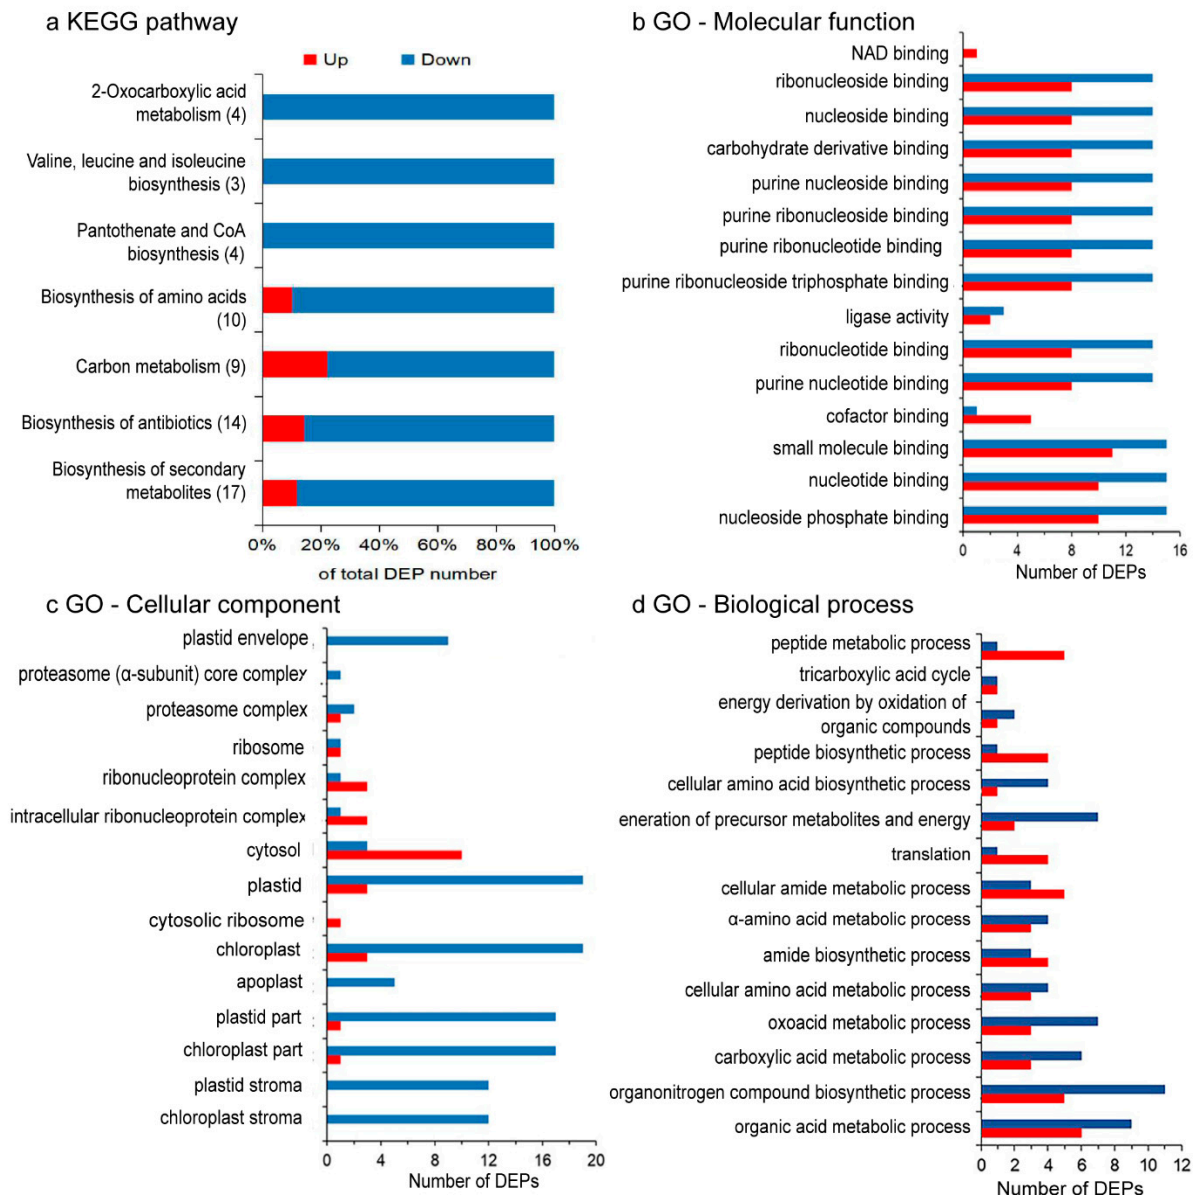 a KEGG pathway
Up
Down
2-Oxocarboxylic acid
metabolism (4)
Valine, leucine and isoleucine
biosynthesis (3)
Pantothenate and CoA
biosynthesis (4)
Biosynthesis of amino acids
(10)
Carbon metabolism (9)
Biosynthesis of antibiotics (14)
Biosynthesis of secondary
metabolites (17)
0% 20% 40% 60% 80% 100%
of total DEP number
b GO - Molecular function
NAD binding
ribonucleoside binding
nucleoside binding
carbohydrate derivative binding
purine nucleoside binding
purine ribonucleoside binding
purine ribonucleotide binding
purine ribonucleoside triphosphate binding
ligase activity
ribonucleotide binding
purine nucleotide binding
cofactor binding
small molecule binding
nucleotide binding
nucleoside phosphate binding
0 4 8 12 16
Number of DEPs
c GO - Cellular component
plastid envelope
proteasome (α-subunit) core complex
proteasome complex
ribosome
ribonucleoprotein complex
intracellular ribonucleoprotein complex
cytosol
plastid
cytosolic ribosome
chloroplast
apoplast
plastid part
chloroplast part
plastid stroma
chloroplast stroma
0 4 8 12 16 20
Number of DEPs
d GO - Biological process
peptide metabolic process
tricarboxylic acid cycle
energy derivation by oxidation of
organic compounds
peptide biosynthetic process
cellular amino acid biosynthetic process
eneration of precursor metabolites and energy
translation
cellular amide metabolic process
α-amino acid metabolic process
amide biosynthetic process
cellular amino acid metabolic process
oxoacid metabolic process
carboxylic acid metabolic process
organonitrogen compound biosynthetic process
organic acid metabolic process
0 2 4 6 8 10 12
Number of DEPs